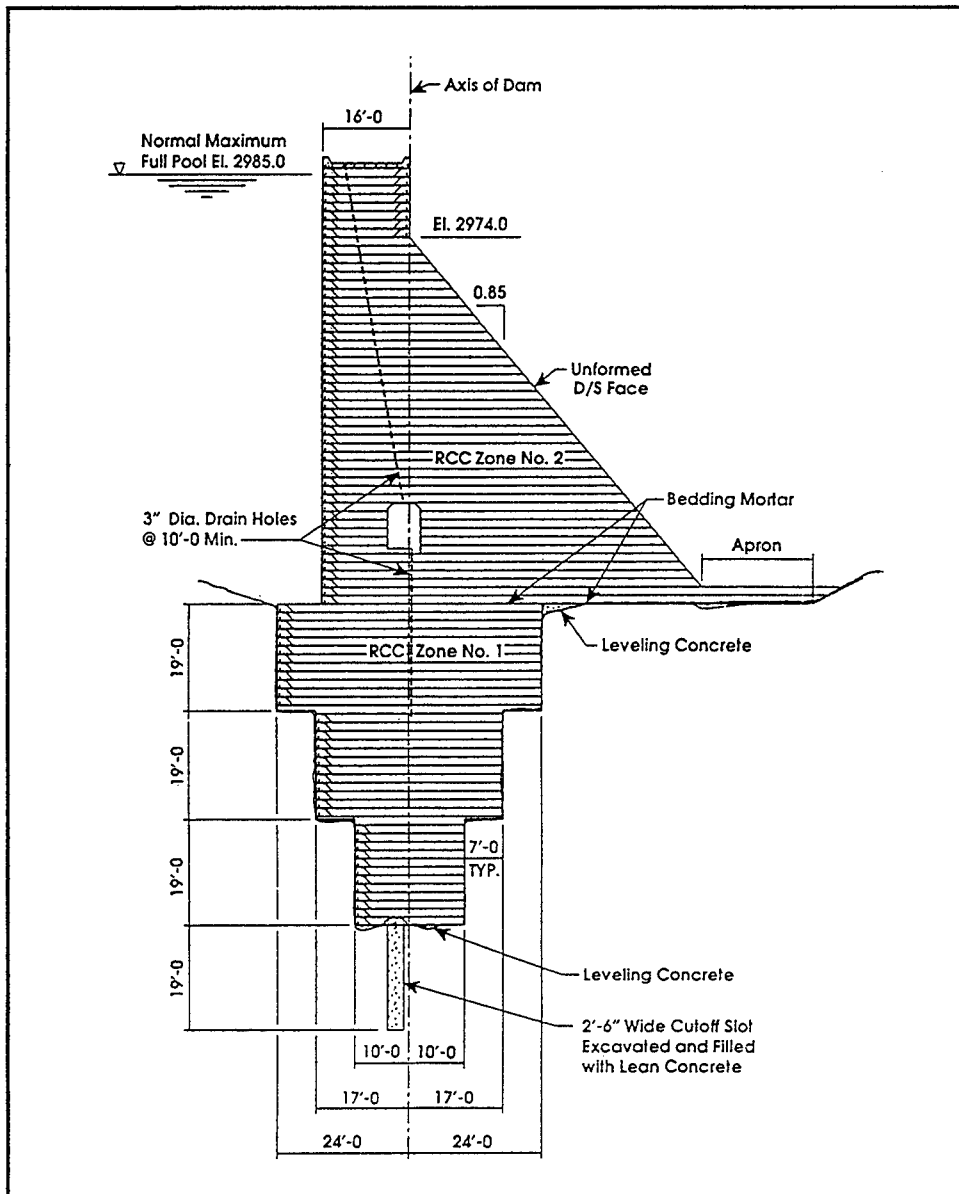 Axis of Dam
16'-0
Normal Maximum
Full Pool El. 2985.0
El. 2974.0
0.85
Unformed
D/S Face
RCC Zone No. 2
Bedding Mortar
3" Dia. Drain Holes
@ 10'-0 Min.
Apron
Leveling Concrete
RCC Zone No. 1
19'-0
19'-0
19'-0
7'-0
TYP.
19'-0
Leveling Concrete
2'-6" Wide Cutoff Slot
Excavated and Filled
with Lean Concrete
10'-0 10'-0
17'-0 17'-0
24'-0 24'-0